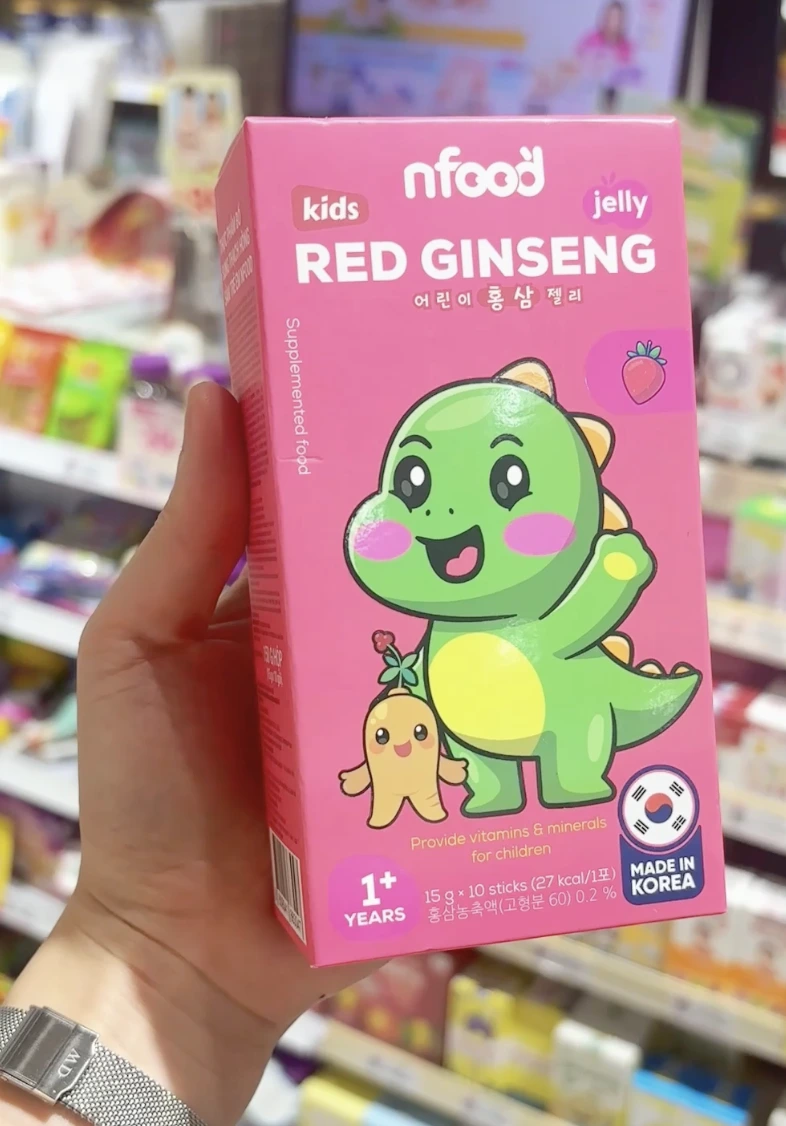 nfood
kids
jelly
RED GINSENG
어린이 홍삼 젤리
Supplemented food
Provide vitamins & minerals
for children
1+
YEARS
15 g × 10 sticks (27 kcal/1포)
홍삼농축액(고형분 60) 0.2 %
MADE IN
KOREA
DW